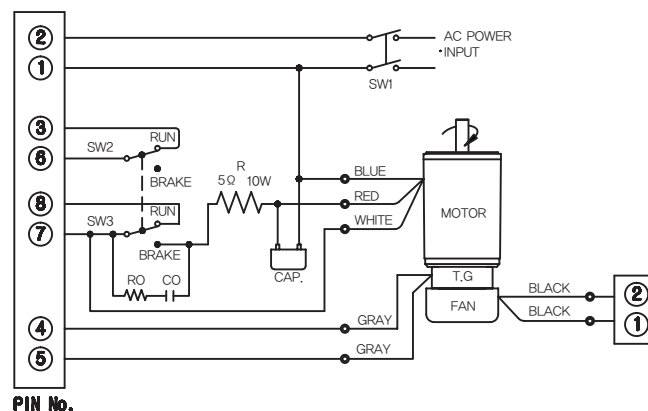 ② AC POWER
① ·INPUT
SW1
③
RUN
SW2
⑥
BRAKE
R
5Ω 10W
BLUE
⑧
RUN
RED
SW3
⑦
WHITE
MOTOR
BRAKE
RO CO
CAP.
T.G
FAN
BLACK
②
BLACK
①
④
GRAY
⑤
GRAY
PIN No.